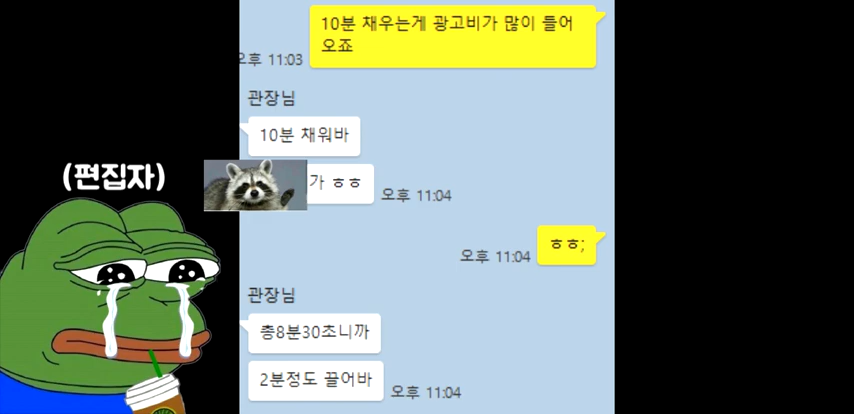 10분 채우는게 광고비가 많이 들어
오죠
오후 11:03
관장님
10분 채워바
가 ㅎㅎ
오후 11:04
(편집자)
ㅎㅎ;
오후 11:04
관장님
총8분30초니까
2분정도 끌어바
오후 11:04